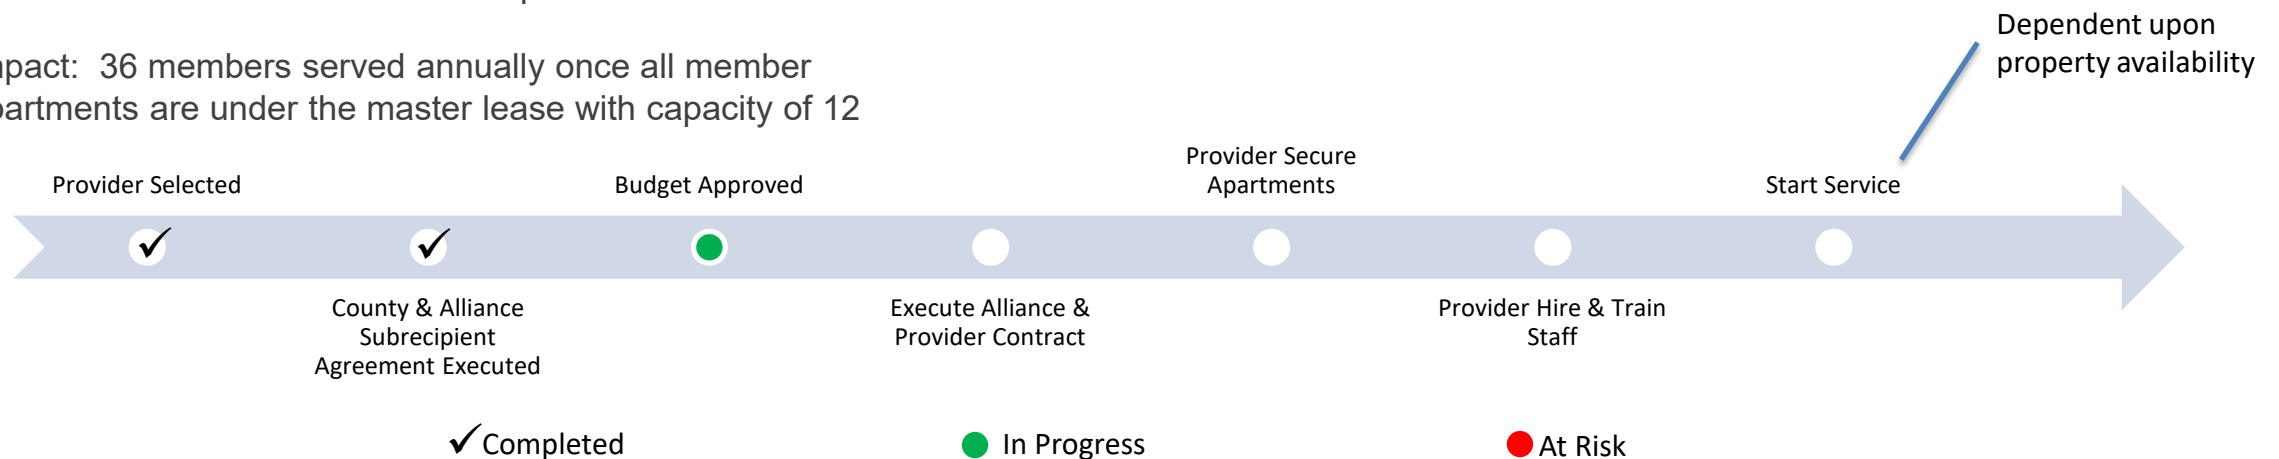 mpact: 36 members served annually once all member
partments are under the master lease with capacity of 12
Dependent upon
property availability
Provider Selected
Budget Approved
Provider Secure
Apartments
Start Service
County & Alliance
Subrecipient
Agreement Executed
Execute Alliance &
Provider Contract
Provider Hire & Train
Staff
✓Completed
In Progress
At Risk